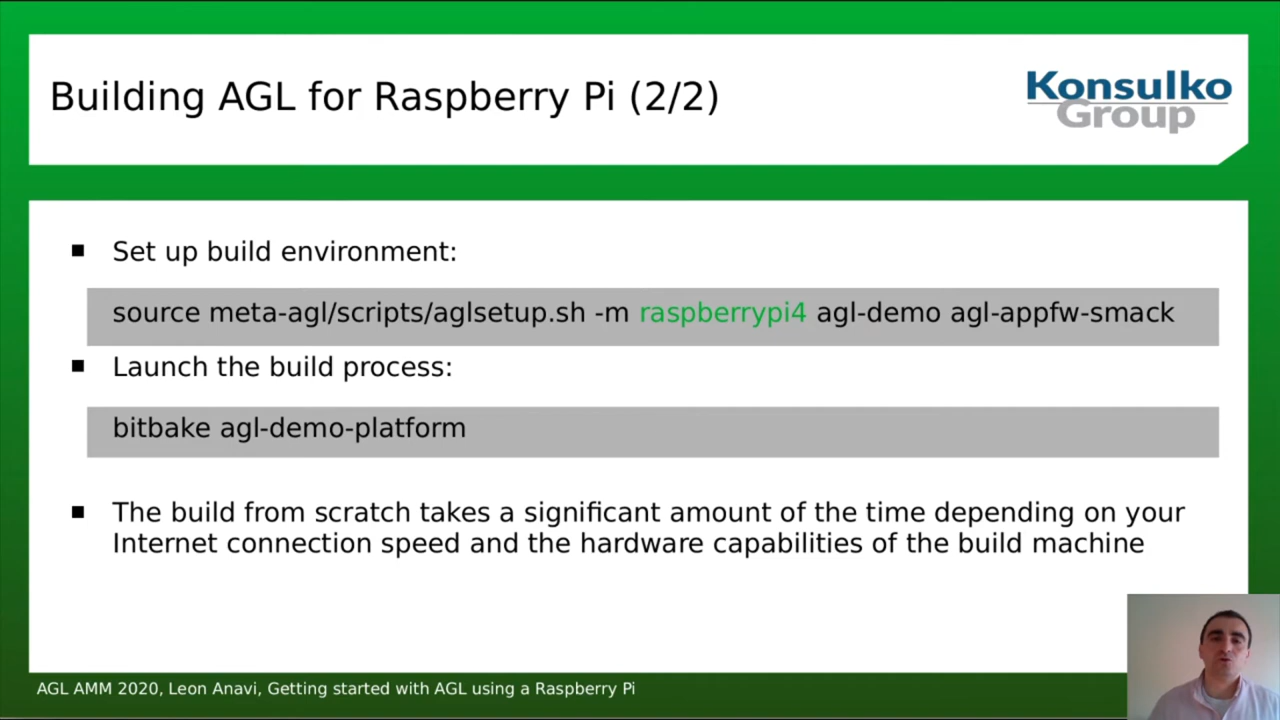 Building AGL for Raspberry Pi (2/2)
Konsulko
Group
Set up build environment:
source meta-agl/scripts/aglsetup.sh -m raspberrypi4 agl-demo agl-appfw-smack
Launch the build process:
bitbake agl-demo-platform
The build from scratch takes a significant amount of the time depending on your
Internet connection speed and the hardware capabilities of the build machine
AGL AMM 2020, Leon Anavi, Getting started with AGL using a Raspberry Pi